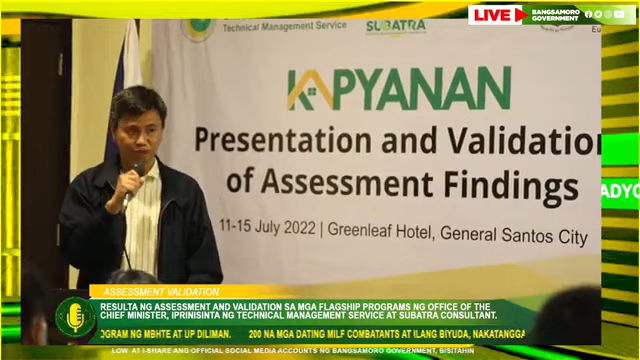 LIVE
BANGSAMORO
GOVERNMENT
Technical Management Service
SUBATRA
KAPYANAN
Presentation and Validation
of Assessment Findings
11-15 July 2022 | Greenleaf Hotel, General Santos City
ADYO
ASSESSMENT VALIDATION
RESULTA NG ASSESSMENT AND VALIDATION SA MGA FLAGSHIP PROGRAMS NG OFFICE OF THE
CHIEF MINISTER, IPRINISINTA NG TECHNICAL MANAGEMENT SERVICE AT SUBATRA CONSULTANT.
OGRAM NG MBHTE AT UP DILIMAN. 200 NA MGA DATING MILF COMBATANTS AT ILANG BIYUDA, NAKATANGGA
LOW AT I-SHARE ANG OFFICIAL SOCIAL MEDIA ACCOUNTS NG BANGSAMORO GOVERNMENT, BISITAHIN